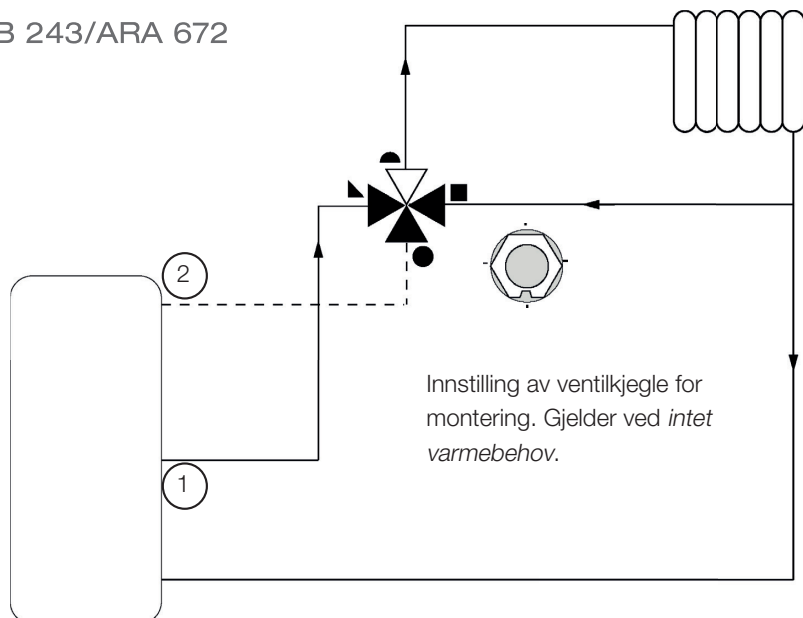 B 243/ARA 672
2
Innstilling av ventilkjegle for
montering. Gjelder ved intet
varmebehov.
1